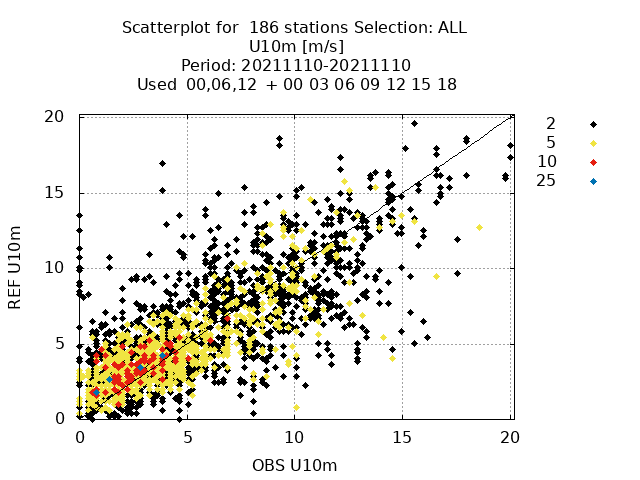 Scatterplot for  186 stations Selection: ALL
U10m [m/s]
Period: 20211110-20211110
Used  00,06,12  + 00 03 06 09 12 15 18
20
15
10
5
0
REF U10m
0 5 10 15 20
OBS U10m
2
5
10
25